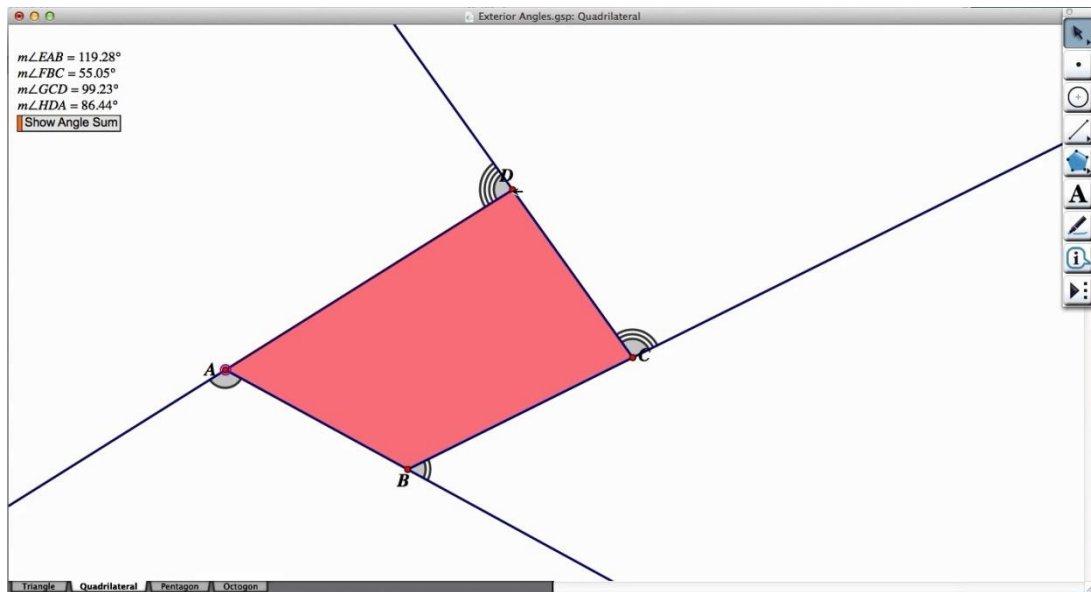 Exterior Angles.gsp: Quadrilateral
m∠EAB = 119.28°
m∠FBC = 55.05°
m∠GCD = 99.23°
m∠HDA = 86.44°
Show Angle Sum
D
A
C
B
A
i
Triangle Quadrilateral Pentagon Octogon